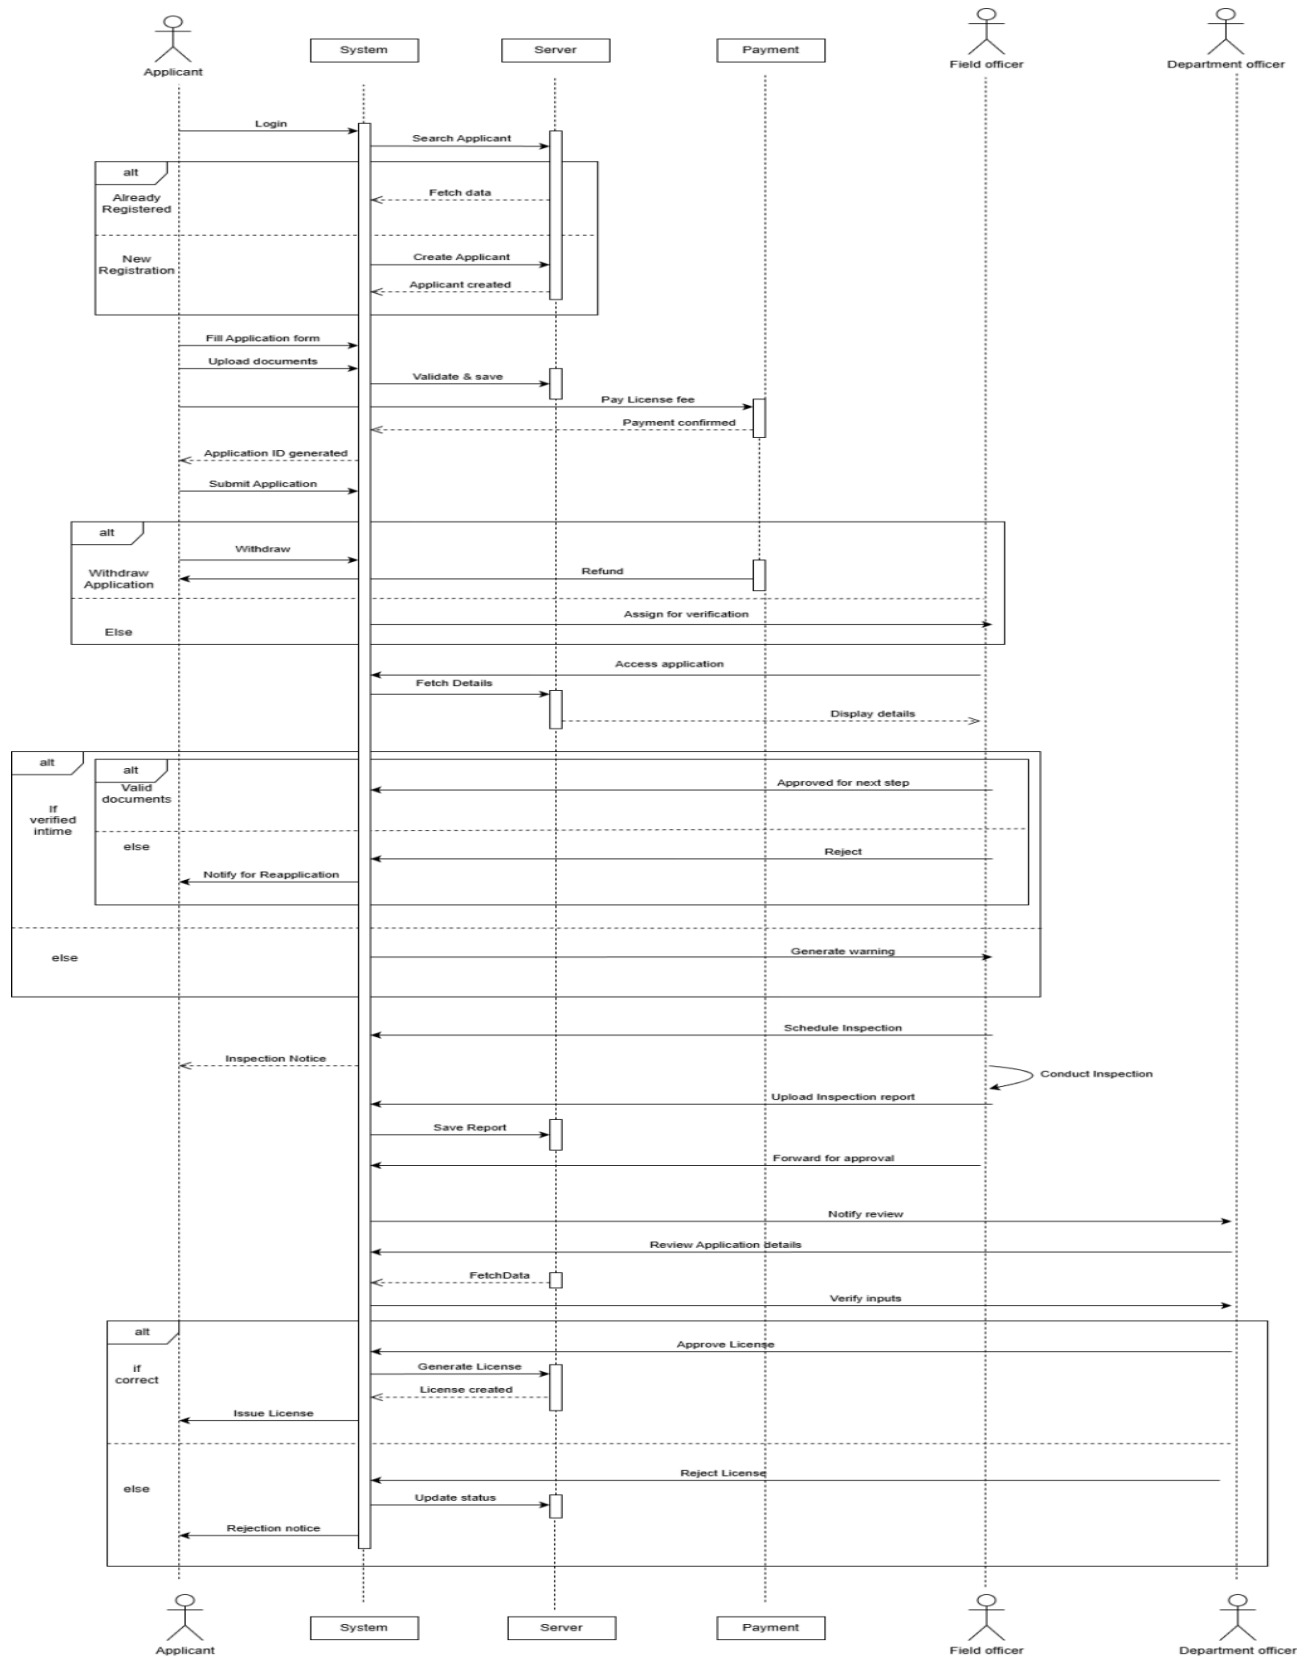 Applicant
System
Server
Payment
Field officer
Department officer
Login
Search Applicant
alt
Already
Registered
Fetch data
New
Registration
Create Applicant
Applicant created
Fill Application form
Upload documents
Validate & save
Pay License fee
Payment confirmed
Application ID generated
Submit Application
alt
Withdraw
Withdraw
Application
Refund
Assign for verification
Else
Access application
Fetch Details
Display details
alt
alt
Valid
documents
Approved for next step
If
verified
intime
else
Reject
Notify for Reapplication
else
Generate warning
Schedule Inspection
Inspection Notice
Conduct Inspection
Upload Inspection report
Save Report
Forward for approval
Notify review
Review Application details
FetchData
Verify inputs
alt
Approve License
if
correct
Generate License
License created
Issue License
Reject License
else
Update status
Rejection notice
Applicant
System
Server
Payment
Field officer
Department officer